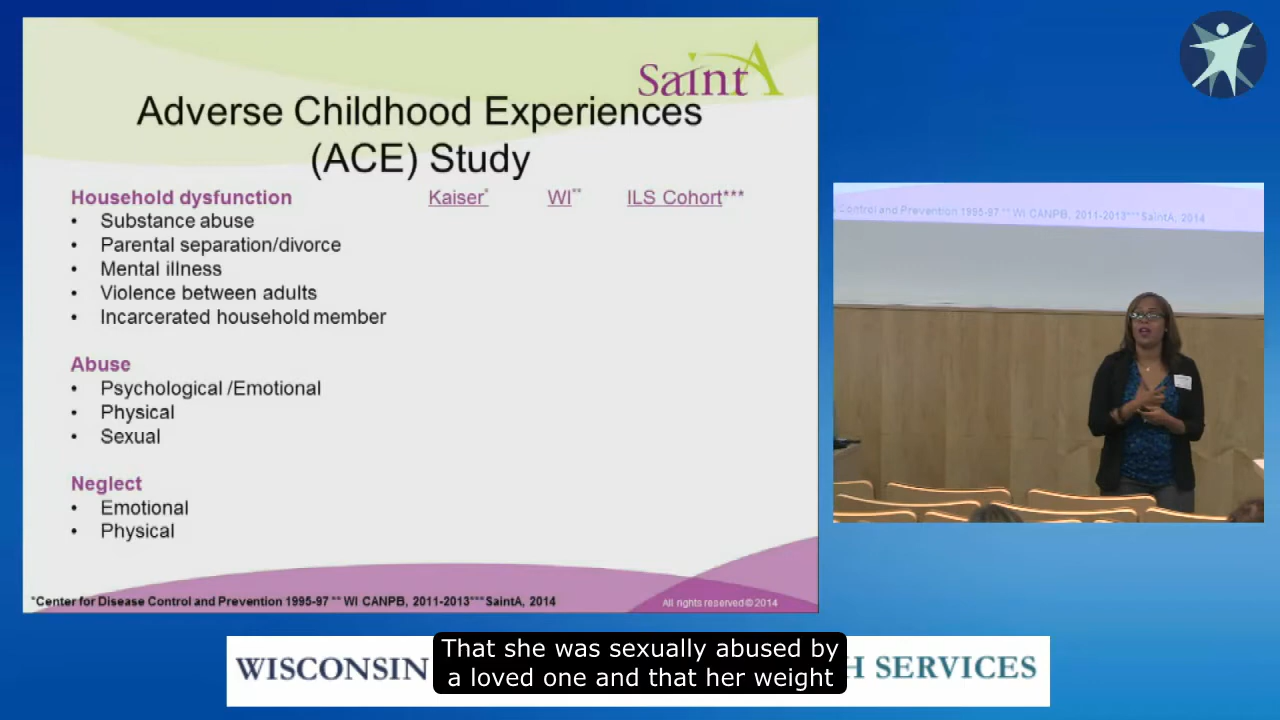 SaintA
Adverse Childhood Experiences
(ACE) Study
Household dysfunction Kaiser* WI** ILS Cohort***
• Substance abuse
• Parental separation/divorce
• Mental illness
• Violence between adults
• Incarcerated household member
Abuse
• Psychological /Emotional
• Physical
• Sexual
Neglect
• Emotional
• Physical
*Center for Disease Control and Prevention 1995-97 ** WI CANPB, 2011-2013*** SaintA, 2014
All rights reserved © 2014
Control and Prevention 1995-97 ** WI CANPB, 2011-2013*** SaintA, 2014
WISCONSIN
H SERVICES
That she was sexually abused by
a loved one and that her weight